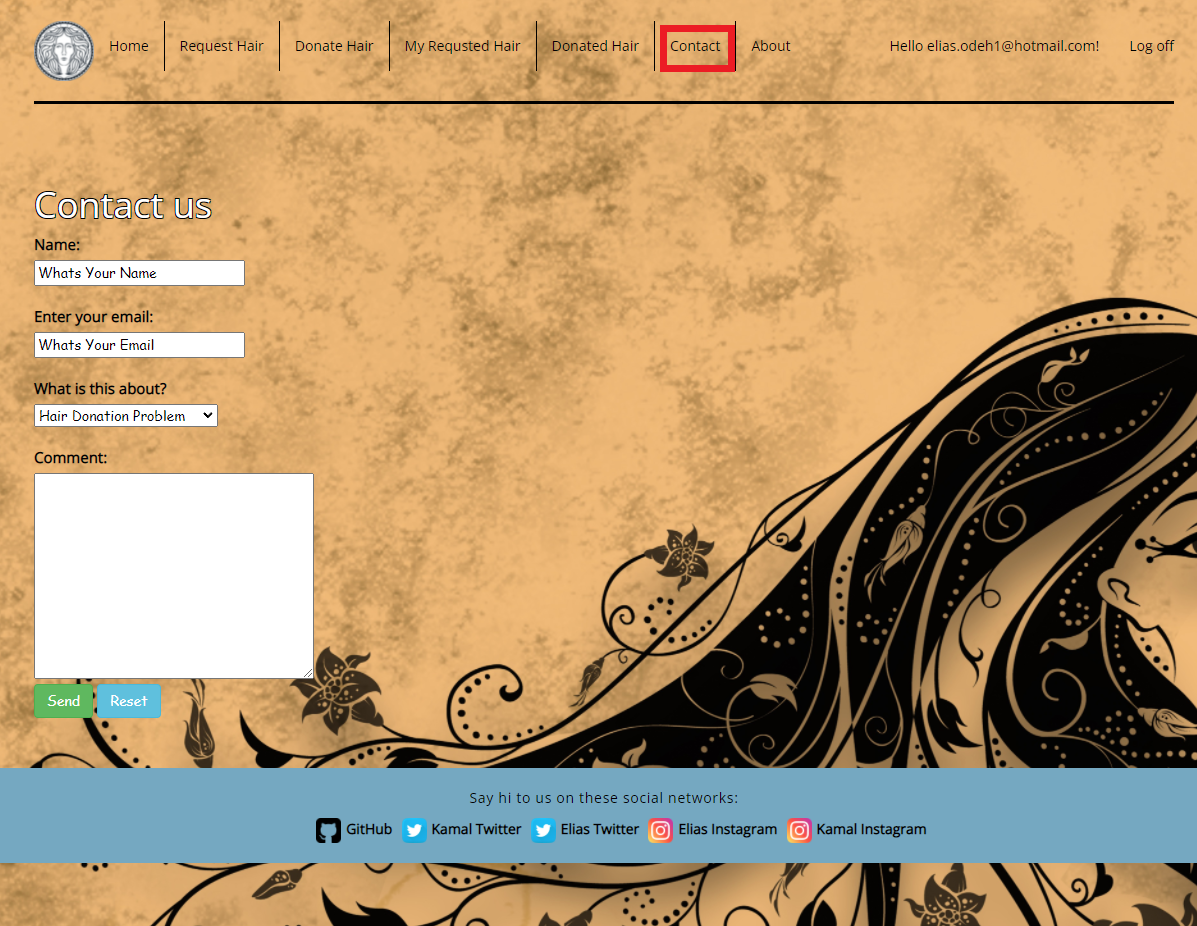 Home Request Hair Donate Hair My Requsted Hair Donated Hair Contact About Hello elias.odeh1@hotmail.com! Log off
Contact us
Name:
Whats Your Name
Enter your email:
Whats Your Email
What is this about?
Hair Donation Problem
Comment:
Send Reset
Say hi to us on these social networks:
GitHub Kamal Twitter Elias Twitter Elias Instagram Kamal Instagram